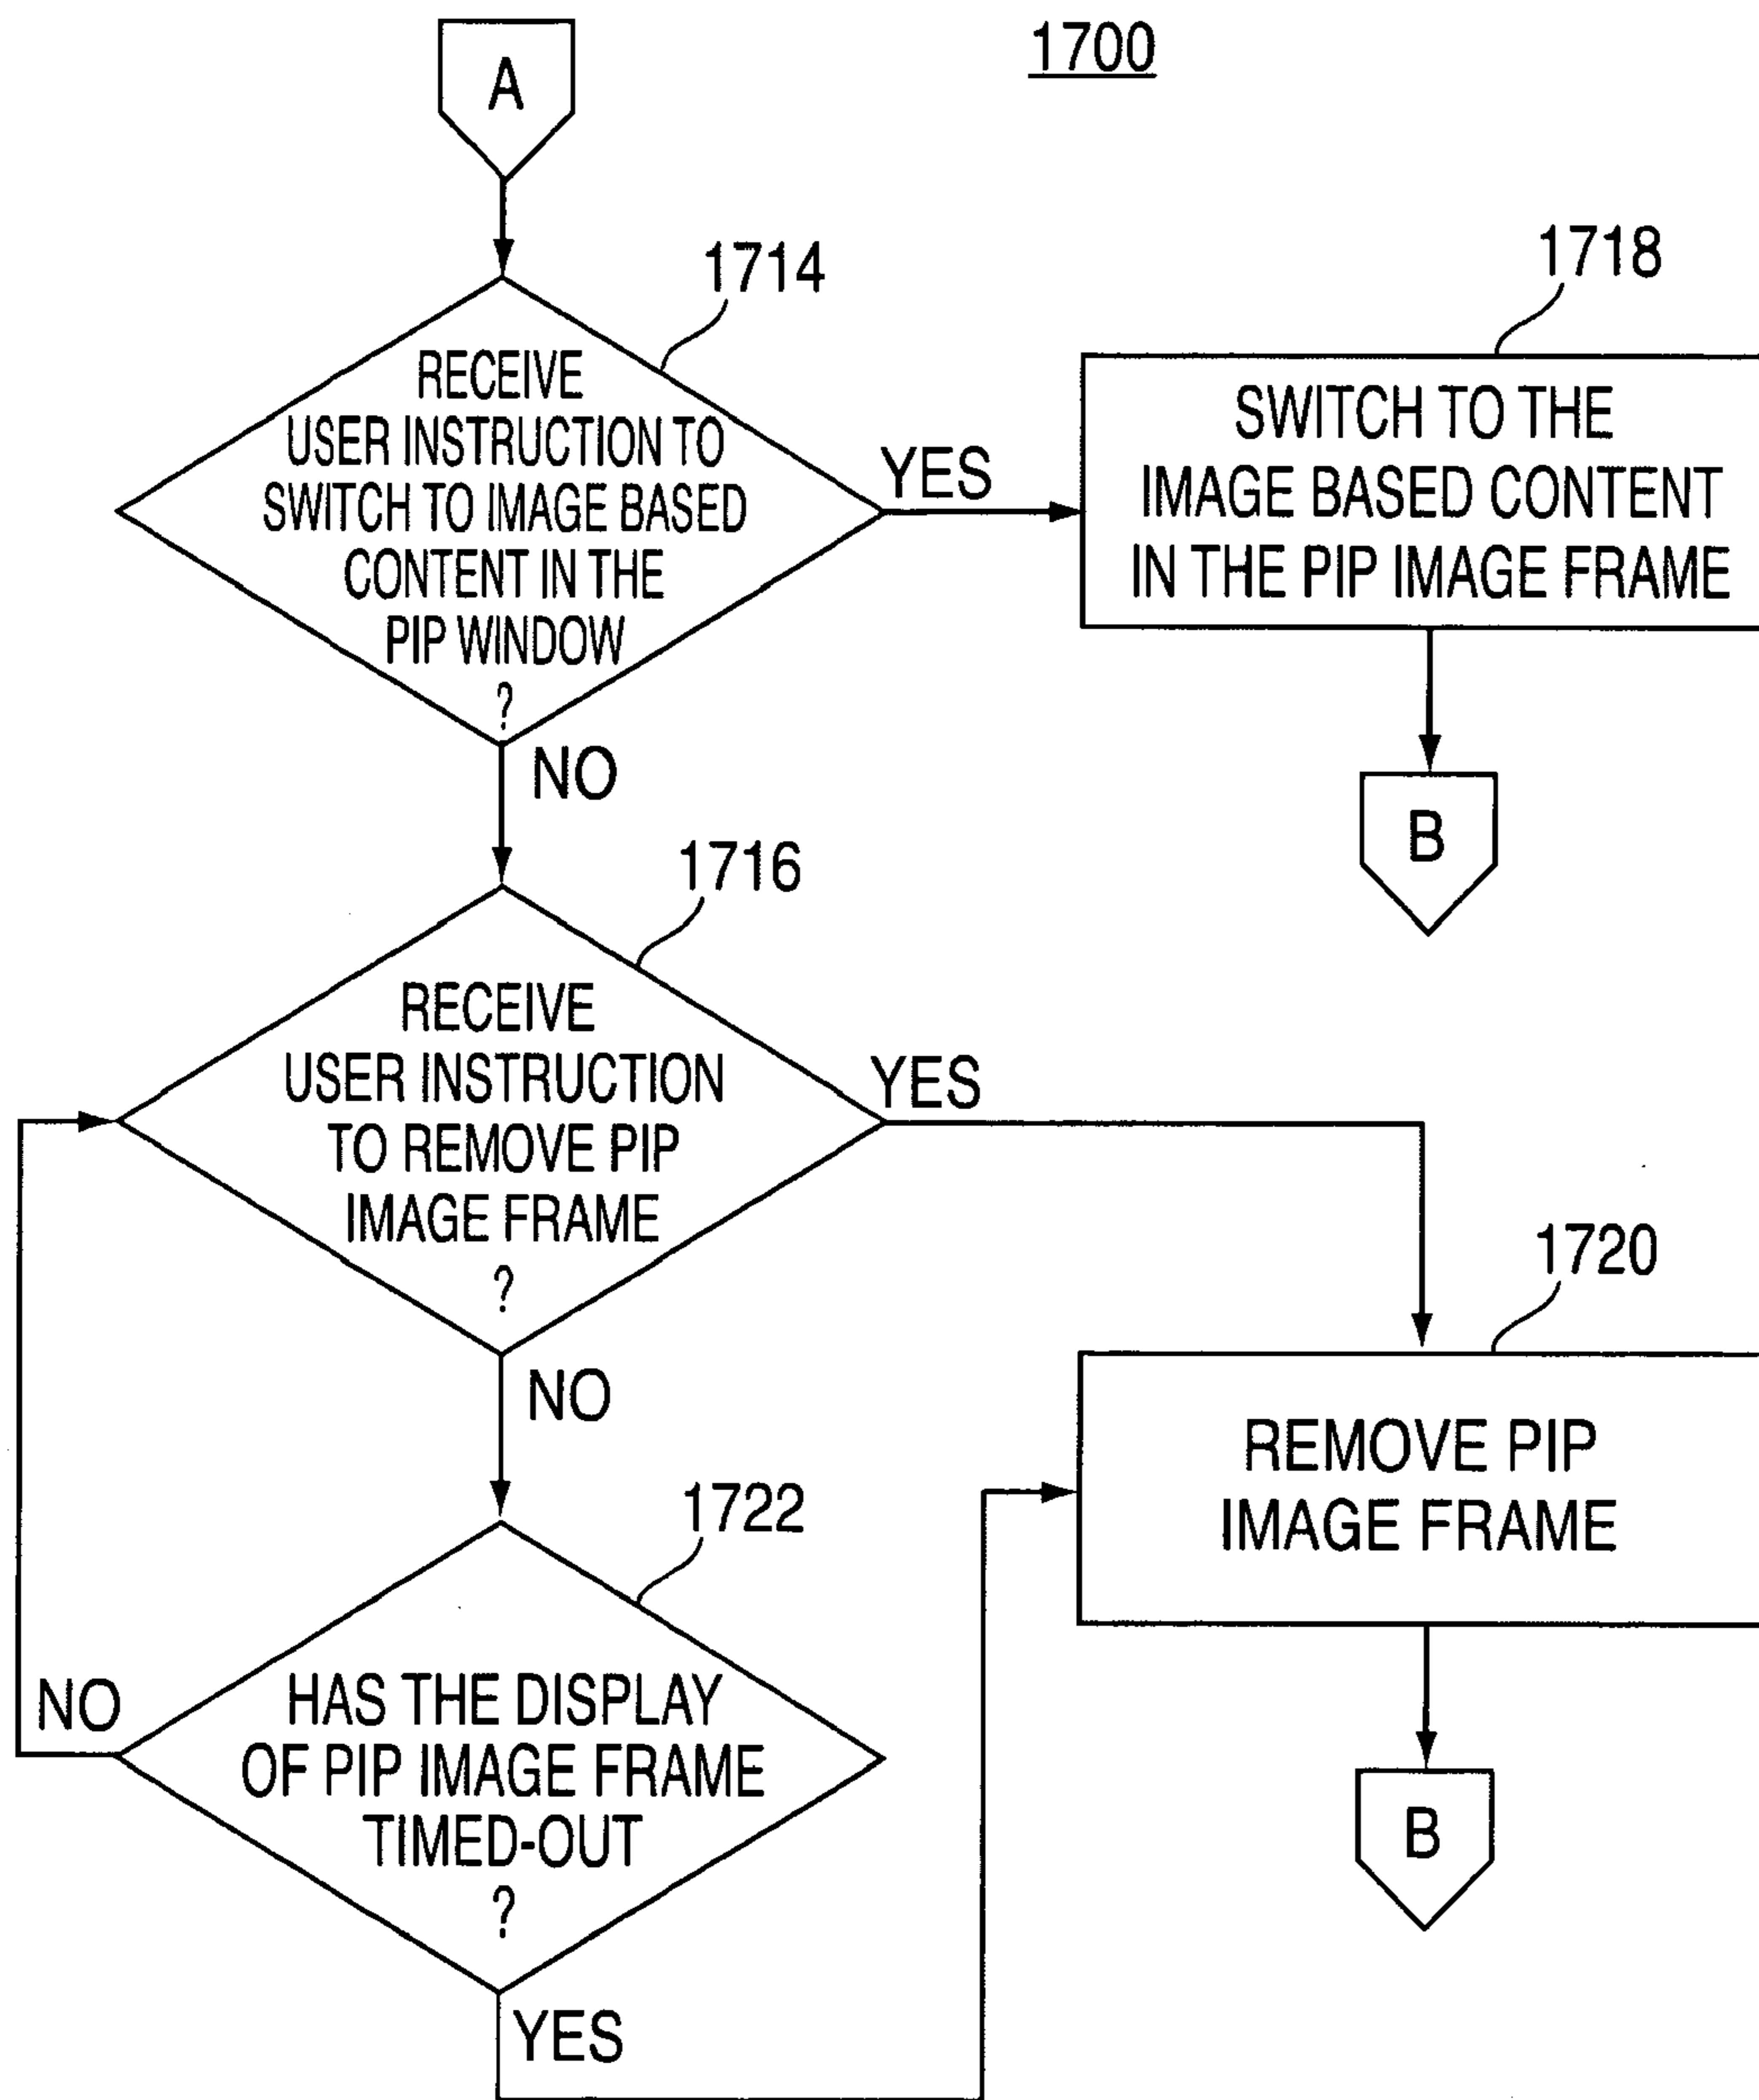 1700
A
1714
RECEIVE
USER INSTRUCTION TO
SWITCH TO IMAGE BASED
CONTENT IN THE
PIP WINDOW
?
YES
NO
1718
SWITCH TO THE
IMAGE BASED CONTENT
IN THE PIP IMAGE FRAME
B
1716
RECEIVE
USER INSTRUCTION
TO REMOVE PIP
IMAGE FRAME
?
YES
NO
1720
REMOVE PIP
IMAGE FRAME
B
1722
HAS THE DISPLAY
OF PIP IMAGE FRAME
TIMED-OUT
?
NO
YES